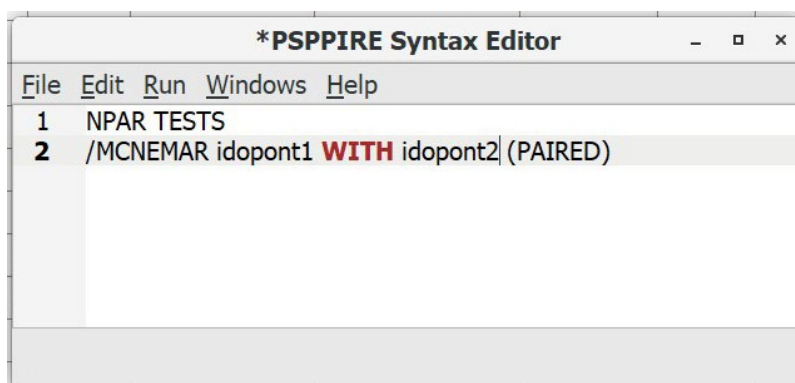 *PSPPIRE Syntax Editor
File Edit Run Windows Help
1 NPAR TESTS
2 /MCNEMAR idopont1 WITH idopont2 (PAIRED)